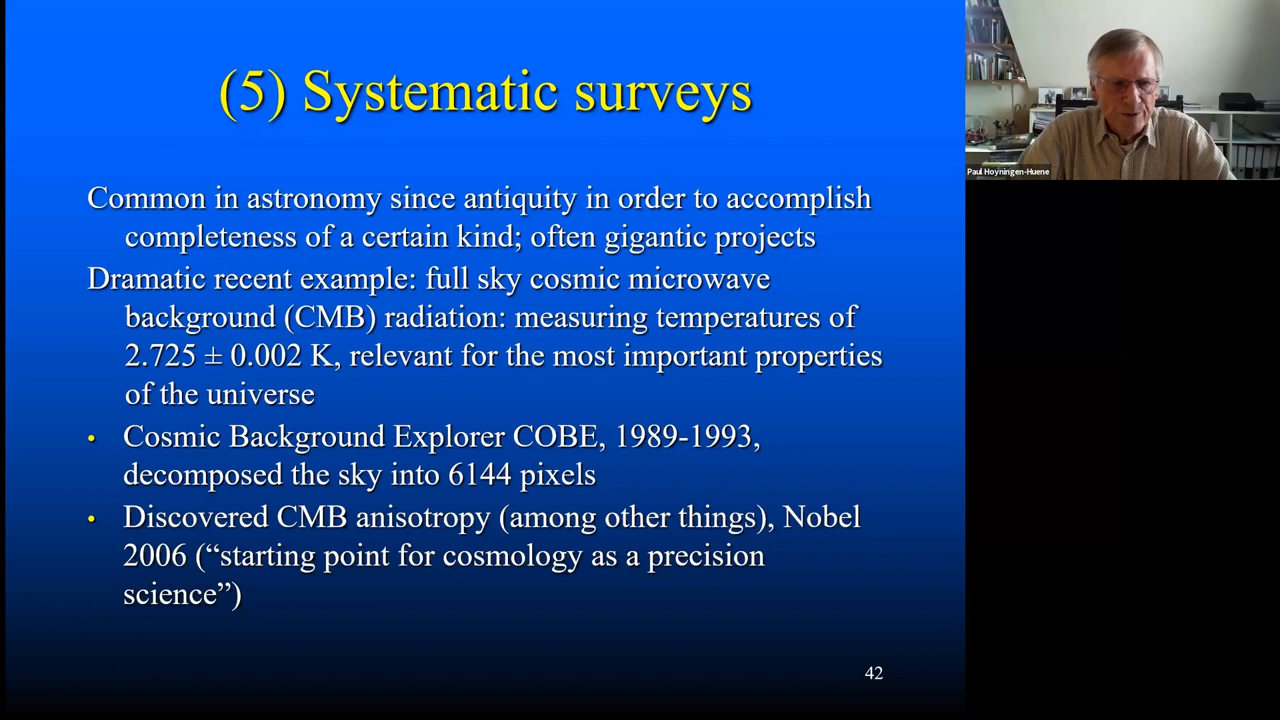 (5) Systematic surveys
Common in astronomy since antiquity in order to accomplish
completeness of a certain kind; often gigantic projects
Dramatic recent example: full sky cosmic microwave
background (CMB) radiation: measuring temperatures of
2.725 ± 0.002 K, relevant for the most important properties
of the universe
• Cosmic Background Explorer COBE, 1989-1993,
decomposed the sky into 6144 pixels
• Discovered CMB anisotropy (among other things), Nobel
2006 (“starting point for cosmology as a precision
science”)
42
Paul Hoyningen-Huene